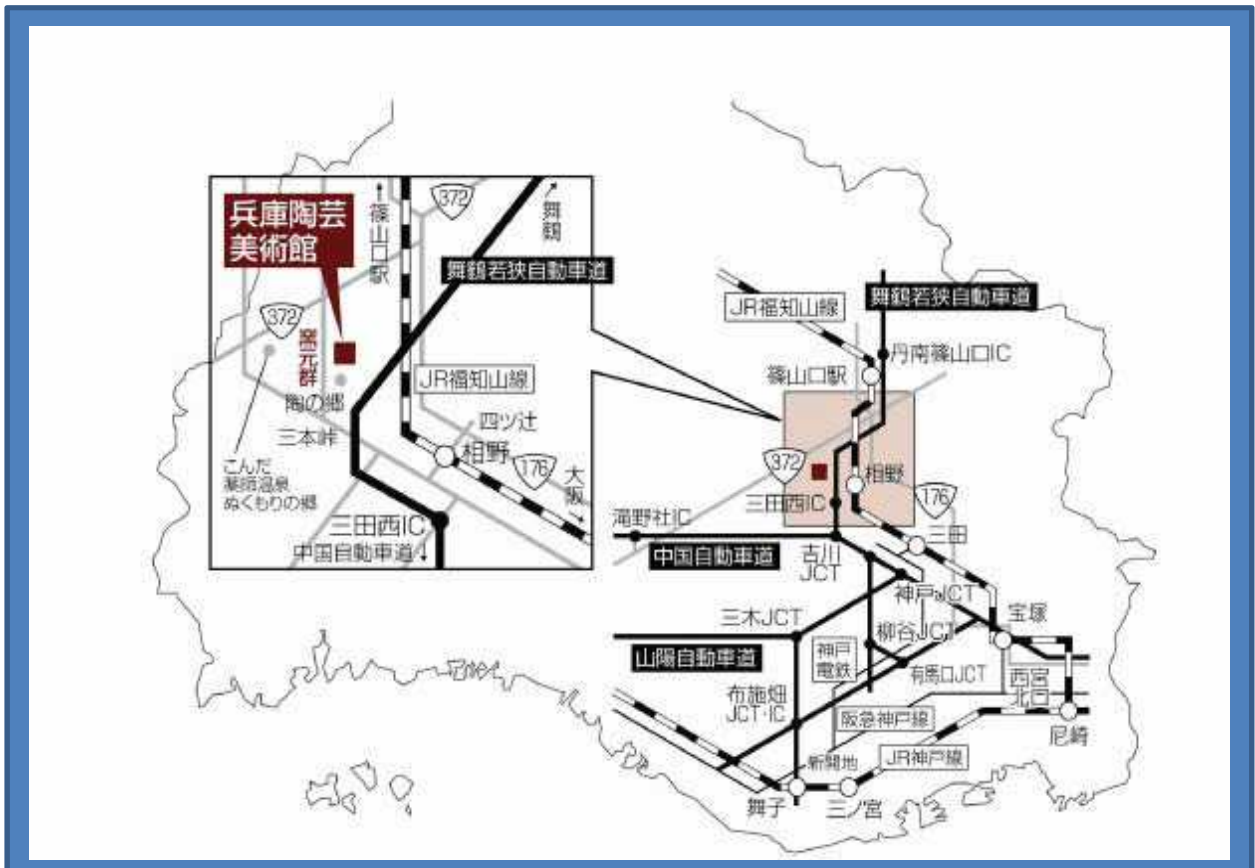 兵庫陶芸
美術館
↑篠山口駅
372
↗舞鶴
舞鶴若狭自動車道
372
窯元群
陶の郷
三本峠
こんだ
薬師温泉
ぬくもりの郷
JR福知山線
四ツ辻
相野
176
大阪↘
三田西IC
中国自動車道↓
JR福知山線
舞鶴若狭自動車道
丹南篠山口IC
篠山口駅
372
相野
三田西IC
176
滝野社IC
三田
中国自動車道
吉川
JCT
神戸JCT
三木JCT
柳谷JCT
宝塚
山陽自動車道
神戸
電鉄
有馬口JCT
西宮
北口
布施畑
JCT・IC
阪急神戸線
尼崎
新開地
JR神戸線
舞子
三ノ宮